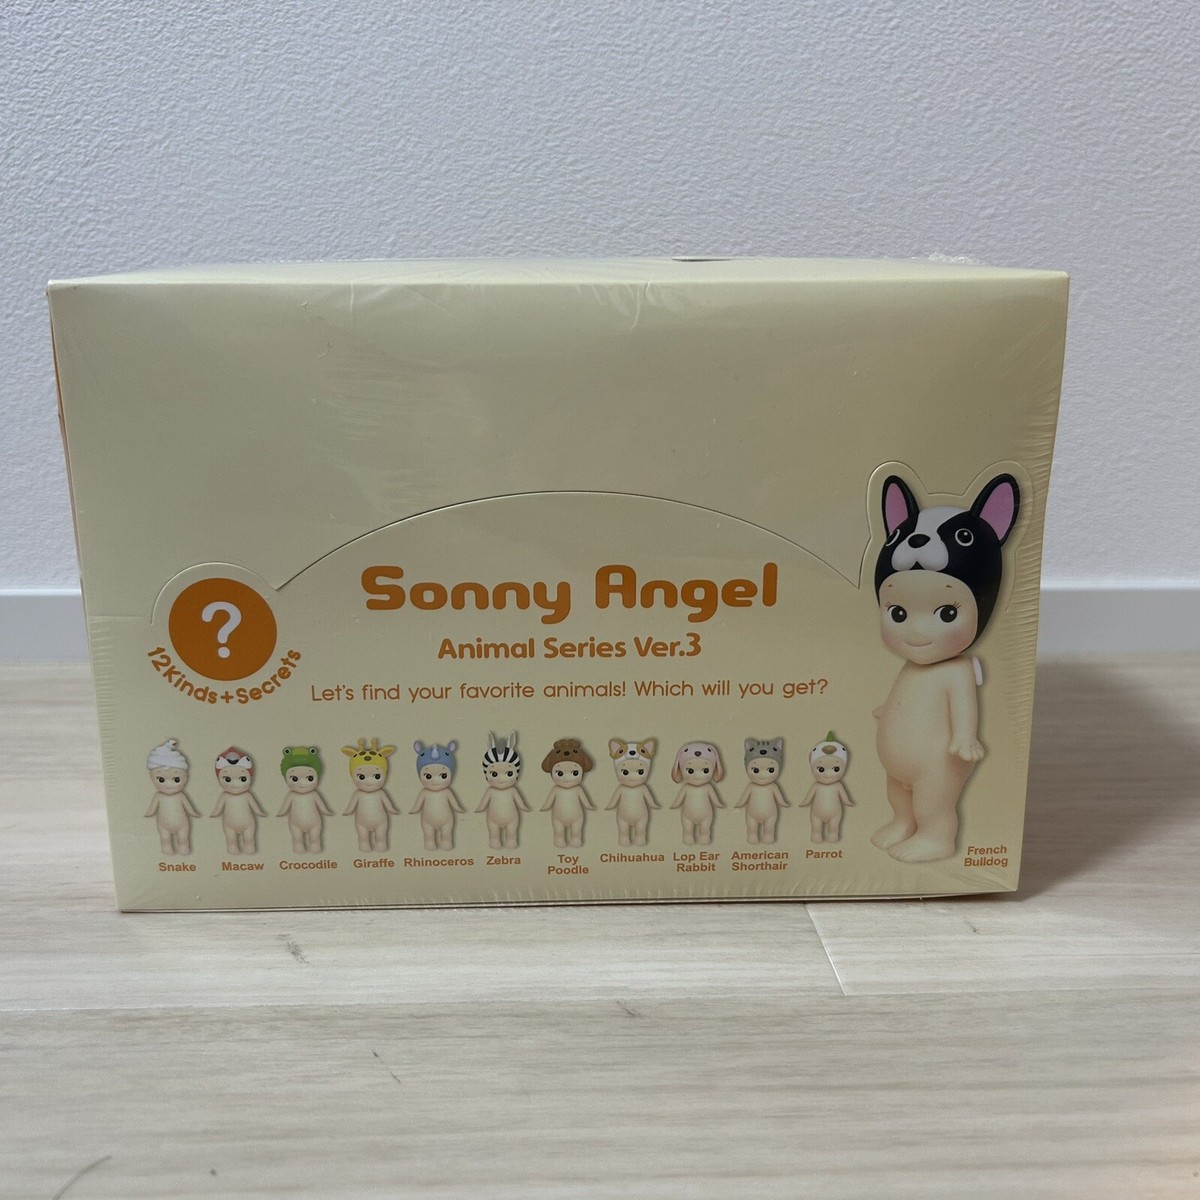 ?
12Kinds+Secrets
Sonny Angel
Animal Series Ver.3
Let's find your favorite animals! Which will you get?
Snake
Macaw
Crocodile
Giraffe
Rhinoceros
Zebra
Toy
Poodle
Chihuahua
Lop Ear
Rabbit
American
Shorthair
Parrot
French
Bulldog